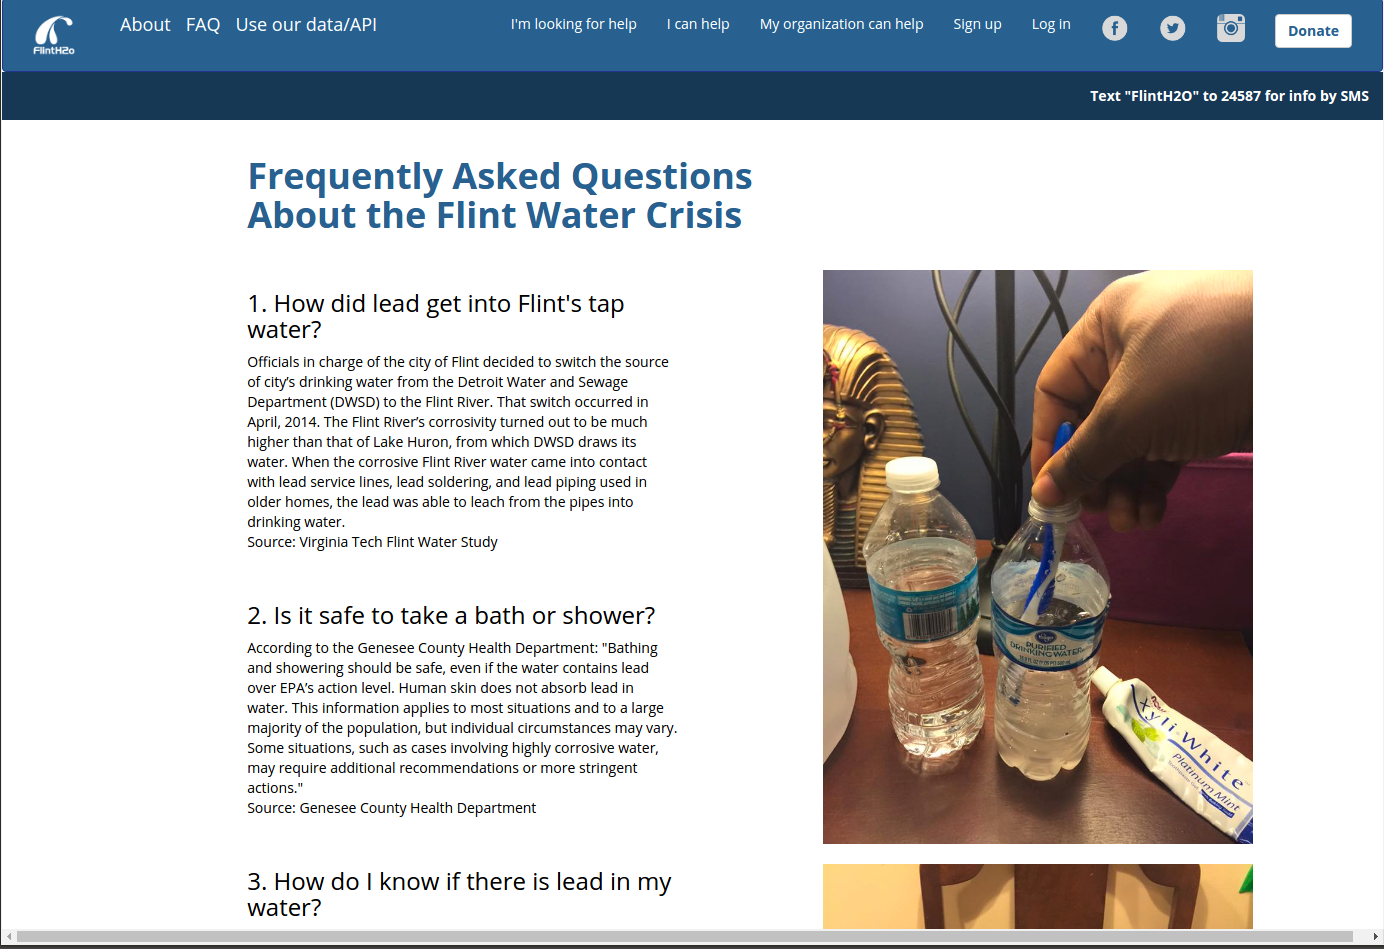 FlintH2o
About FAQ Use our data/API
I'm looking for help I can help My organization can help Sign up Log in Donate
Text "FlintH2O" to 24587 for info by SMS
Frequently Asked Questions
About the Flint Water Crisis
1. How did lead get into Flint's tap
water?
Officials in charge of the city of Flint decided to switch the source
of city’s drinking water from the Detroit Water and Sewage
Department (DWSD) to the Flint River. That switch occurred in
April, 2014. The Flint River’s corrosivity turned out to be much
higher than that of Lake Huron, from which DWSD draws its
water. When the corrosive Flint River water came into contact
with lead service lines, lead soldering, and lead piping used in
older homes, the lead was able to leach from the pipes into
drinking water.
Source: Virginia Tech Flint Water Study
2. Is it safe to take a bath or shower?
According to the Genesee County Health Department: "Bathing
and showering should be safe, even if the water contains lead
over EPA’s action level. Human skin does not absorb lead in
water. This information applies to most situations and to a large
majority of the population, but individual circumstances may vary.
Some situations, such as cases involving highly corrosive water,
may require additional recommendations or more stringent
actions."
Source: Genesee County Health Department
3. How do I know if there is lead in my
water?
Kroger
PURIFIED
DRINKING WATER
Xyli·White
Platinum Mint